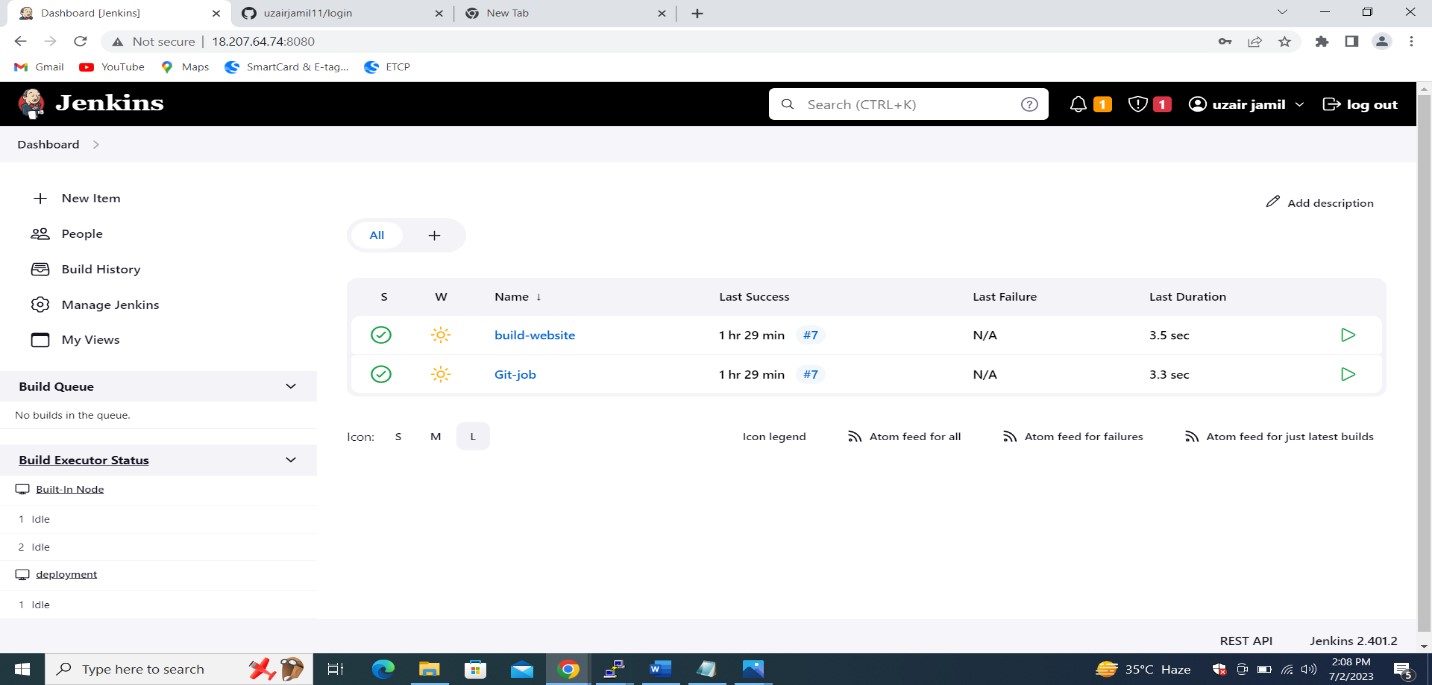 Dashboard [Jenkins]
uzairjamil11/login
New Tab
Not secure | 18.207.64.74:8080
Gmail YouTube Maps SmartCard & E-tag... ETCP
Jenkins
Search (CTRL+K)
1
1
uzair jamil
log out
Dashboard
New Item
People
Build History
Manage Jenkins
My Views
Build Queue
No builds in the queue.
Build Executor Status
Built-In Node
1 Idle
2 Idle
deployment
1 Idle
Add description
All +
S W Name ↓ Last Success Last Failure Last Duration
build-website 1 hr 29 min #7 N/A 3.5 sec
Git-job 1 hr 29 min #7 N/A 3.3 sec
Icon: S M L
Icon legend
Atom feed for all
Atom feed for failures
Atom feed for just latest builds
REST API Jenkins 2.401.2
Type here to search
35°C Haze
2:08 PM
7/2/2023
5